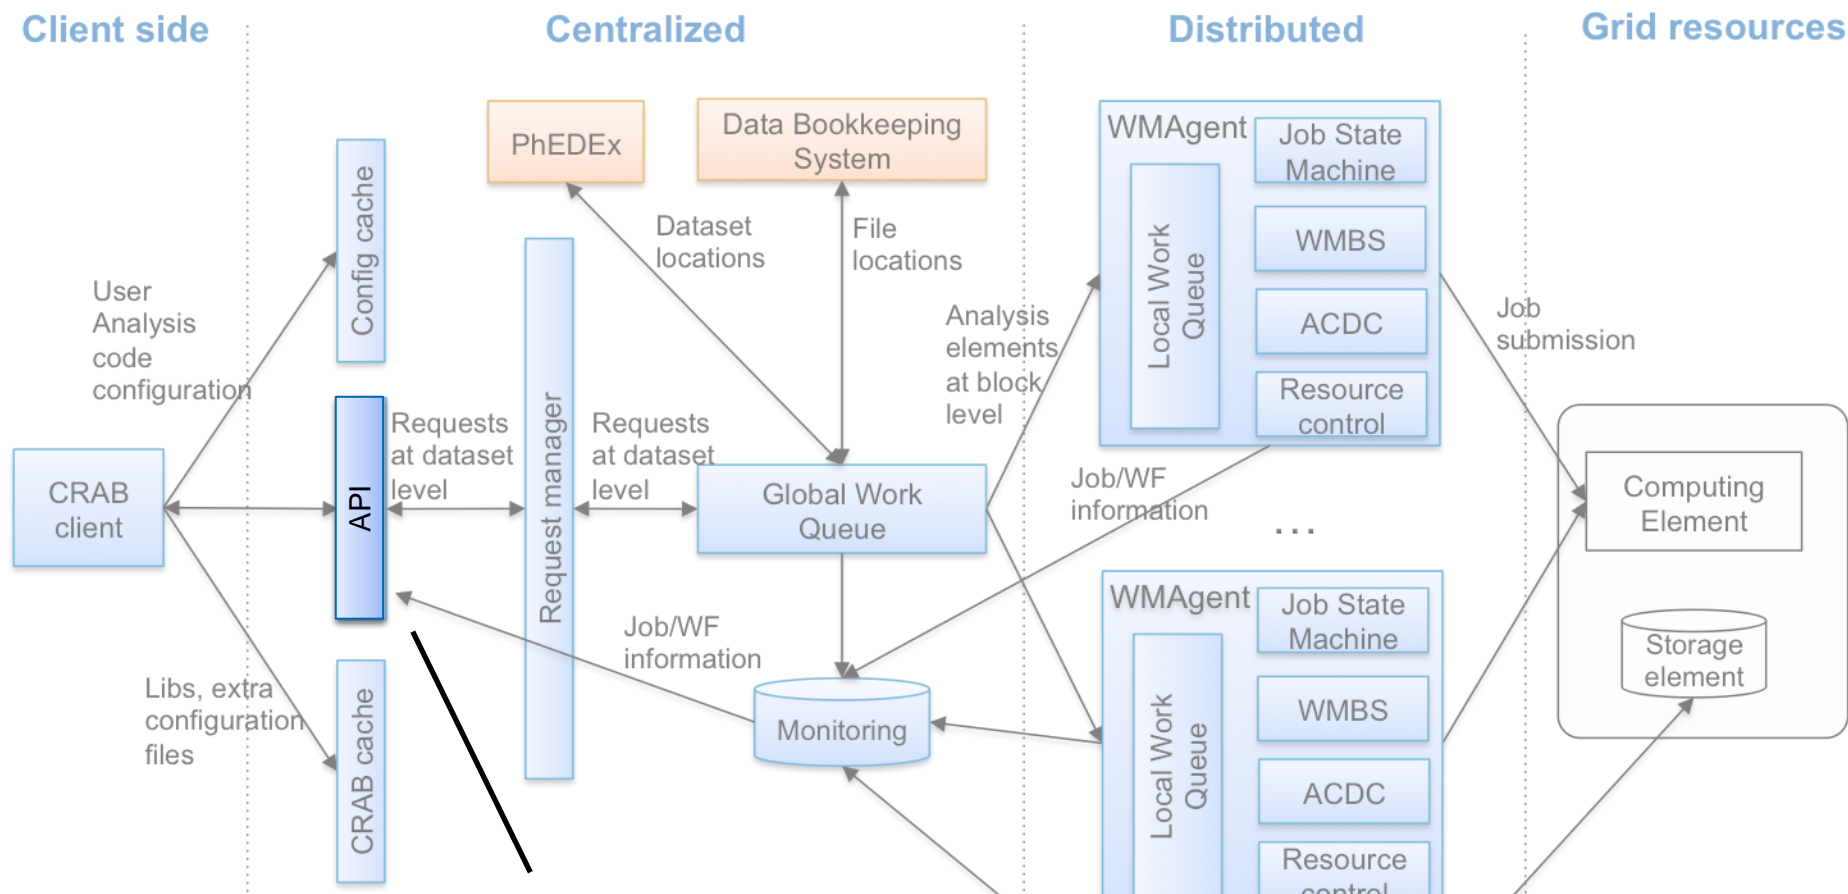 Client side
Centralized
Distributed
Grid resources
PhEDEx
Data Bookkeeping
System
WMAgent
Job State
Machine
WMBS
ACDC
Resource
control
Local Work
Queue
Config cache
Dataset
locations
File
locations
User
Analysis
code
configuration
Analysis
elements
at block
level
Job
submission
CRAB
client
API
Requests
at dataset
level
Request manager
Requests
at dataset
level
Global Work
Queue
Job/WF
information
...
Computing
Element
Storage
element
Job/WF
information
Monitoring
Libs, extra
configuration
files
CRAB cache
WMAgent
Job State
Machine
WMBS
ACDC
Resource
control
Local Work
Queue